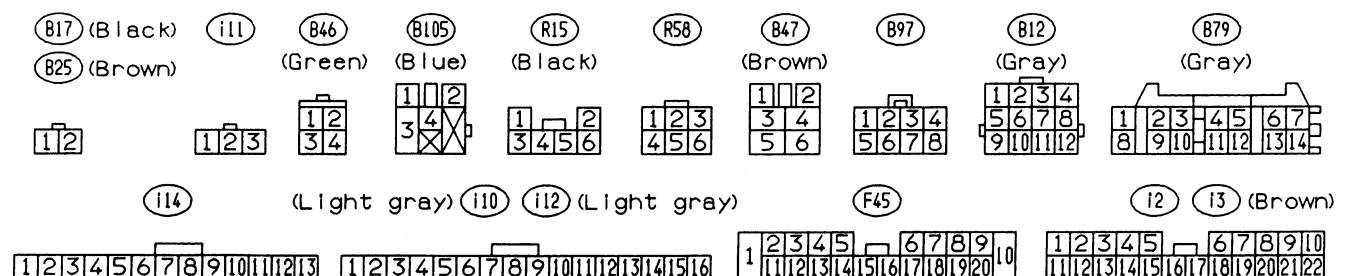 B17 (Black) i11 B46 B105 R15 R58 B47 B97 B12 B79
B25 (Brown) (Green) (Blue) (Black) (Brown) (Gray) (Gray)
1 2 1 2 1 2 1 2 3 4 1 2 3 4
1 2 1 2 3 3 4 3 4 3 4 5 6 1 2 3 4 5 6 3 4 5 6 1 2 3 4 5 6 7 8 5 6 7 8 9 10 11 12 1 2 3 4 5 6 7 8 9 10 11 12 13 14
i14 (Light gray) i10 i12 (Light gray) F45 i2 i3 (Brown)
1 2 3 4 5 6 7 8 9 10 11 12 13 1 2 3 4 5 6 7 8 9 10 11 12 13 14 15 16 1 2 3 4 5 6 7 8 9 10 1 2 3 4 5 6 7 8 9 10
11 12 13 14 15 16 17 18 19 20 11 12 13 14 15 16 17 18 19 20 21 22